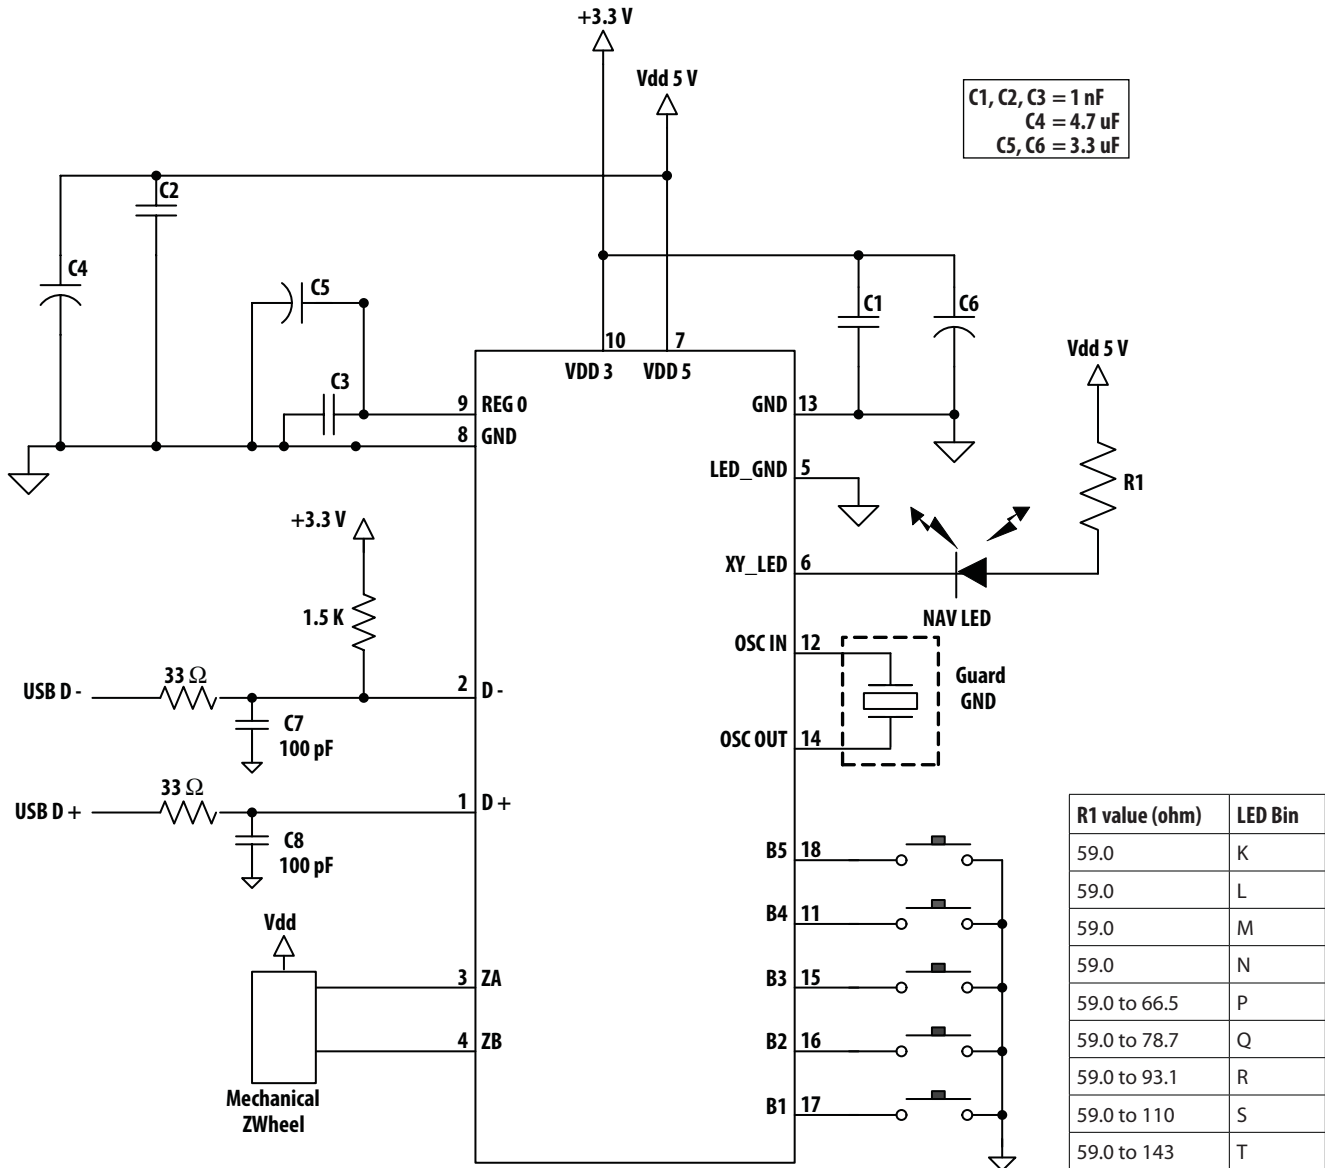 +3.3 V
Vdd 5 V
C1, C2, C3 = 1 nF
C4 = 4.7 uF
C5, C6 = 3.3 uF
C2
C4
C5
C1
C6
10
7
VDD 3
VDD 5
Vdd 5 V
C3
9
REG 0
GND
13
8
GND
LED_GND
5
R1
+3.3 V
XY_LED
6
NAV LED
1.5 K
OSC IN
12
Guard
GND
33 Ω
USB D -
2
D -
C7
100 pF
OSC OUT
14
33 Ω
USB D +
1
D +
C8
100 pF
R1 value (ohm)
LED Bin
59.0
K
59.0
L
59.0
M
59.0
N
59.0 to 66.5
P
59.0 to 78.7
Q
59.0 to 93.1
R
59.0 to 110
S
59.0 to 143
T
B5
18
B4
11
Vdd
3
ZA
B3
15
4
ZB
B2
16
Mechanical
ZWheel
B1
17